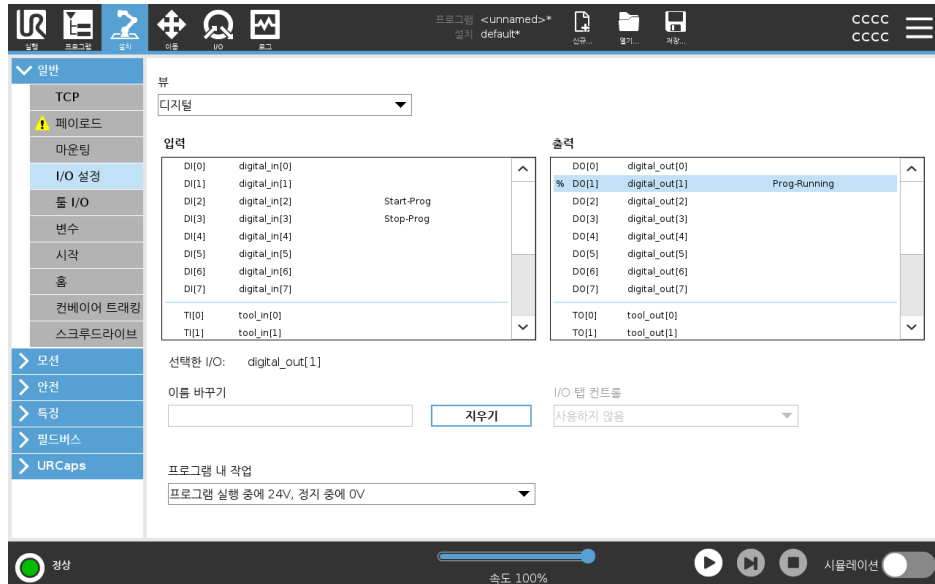 UR
프로그램 <unnamed>*
설치 default*
실행 프로그램 설치 이동 I/O 로그 신규... 열기... 저장...
cccc
cccc
일반
TCP
페이로드
마운팅
I/O 설정
툴 I/O
변수
시작
홈
컨베이어 트래킹
스크루드라이브
모션
안전
특징
필드버스
URCaps
뷰
디지털
입력
DI[0] digital_in[0]
DI[1] digital_in[1]
DI[2] digital_in[2] Start-Prog
DI[3] digital_in[3] Stop-Prog
DI[4] digital_in[4]
DI[5] digital_in[5]
DI[6] digital_in[6]
DI[7] digital_in[7]
TI[0] tool_in[0]
TI[1] tool_in[1]
출력
DO[0] digital_out[0]
% DO[1] digital_out[1] Prog-Running
DO[2] digital_out[2]
DO[3] digital_out[3]
DO[4] digital_out[4]
DO[5] digital_out[5]
DO[6] digital_out[6]
DO[7] digital_out[7]
TO[0] tool_out[0]
TO[1] tool_out[1]
선택한 I/O: digital_out[1]
이름 바꾸기
지우기
I/O 탭 컨트롤
사용하지 않음
프로그램 내 작업
프로그램 실행 중에 24V, 정지 중에 0V
정상
속도 100%
시뮬레이션